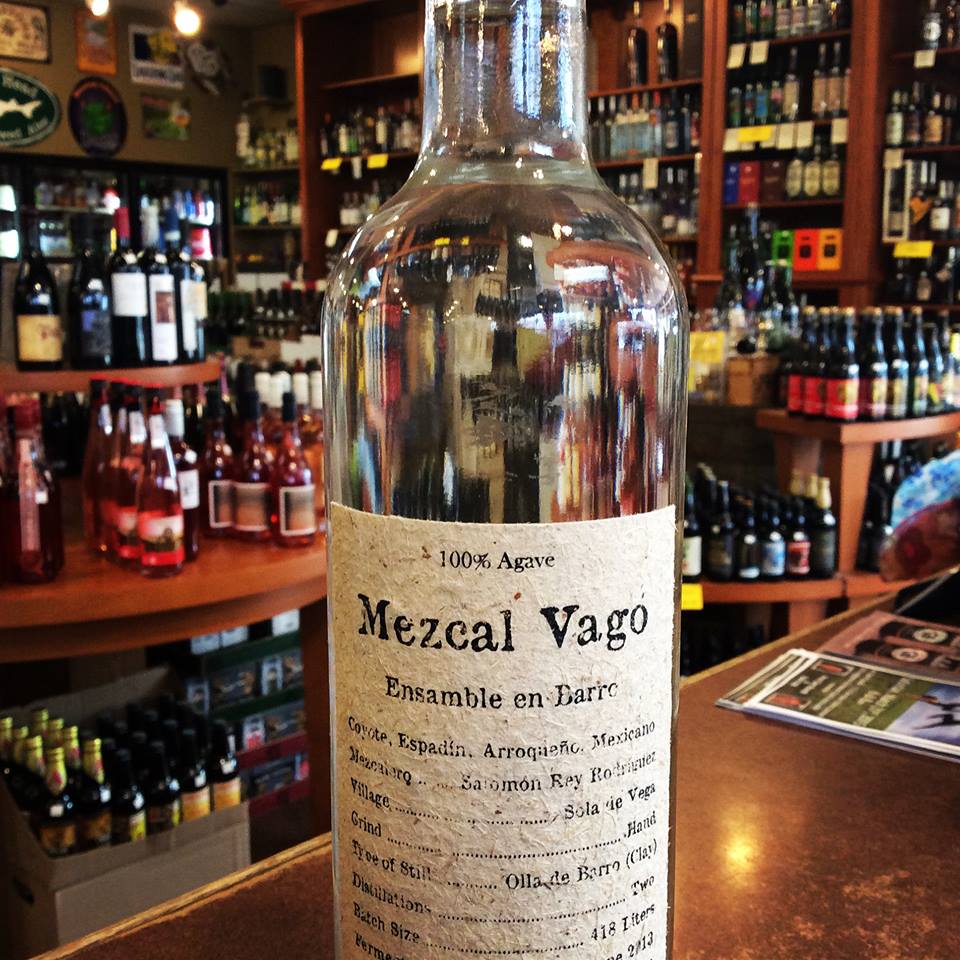 100% Agave
Mezcal Vago
Ensamble en Barro
Coyote, Espadín, Arroqueño, Mexicano
Mezcalero .. ... Salomón Rey Rodriguez
Village ........................ Sola de Vega
Grind ........................................ Hand
Type of Still ........... Olla de Barro (Clay)
Distillations ................................ Two
Batch Size ........................ 418 Liters
2013